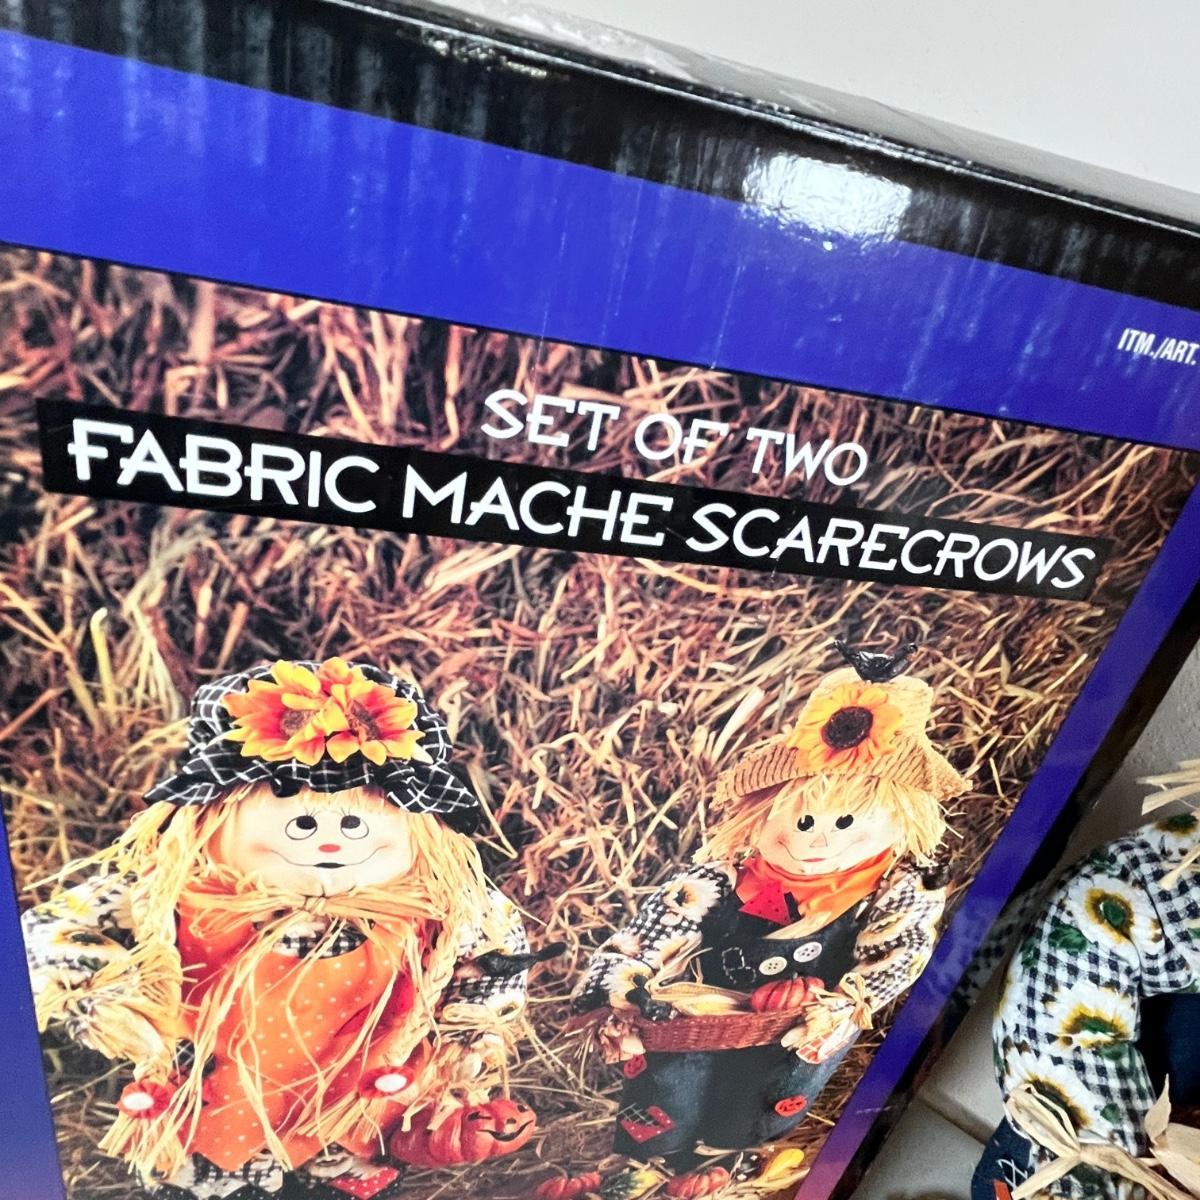 ITM./ART.
SET OF TWO
FABRIC MACHE SCARECROWS